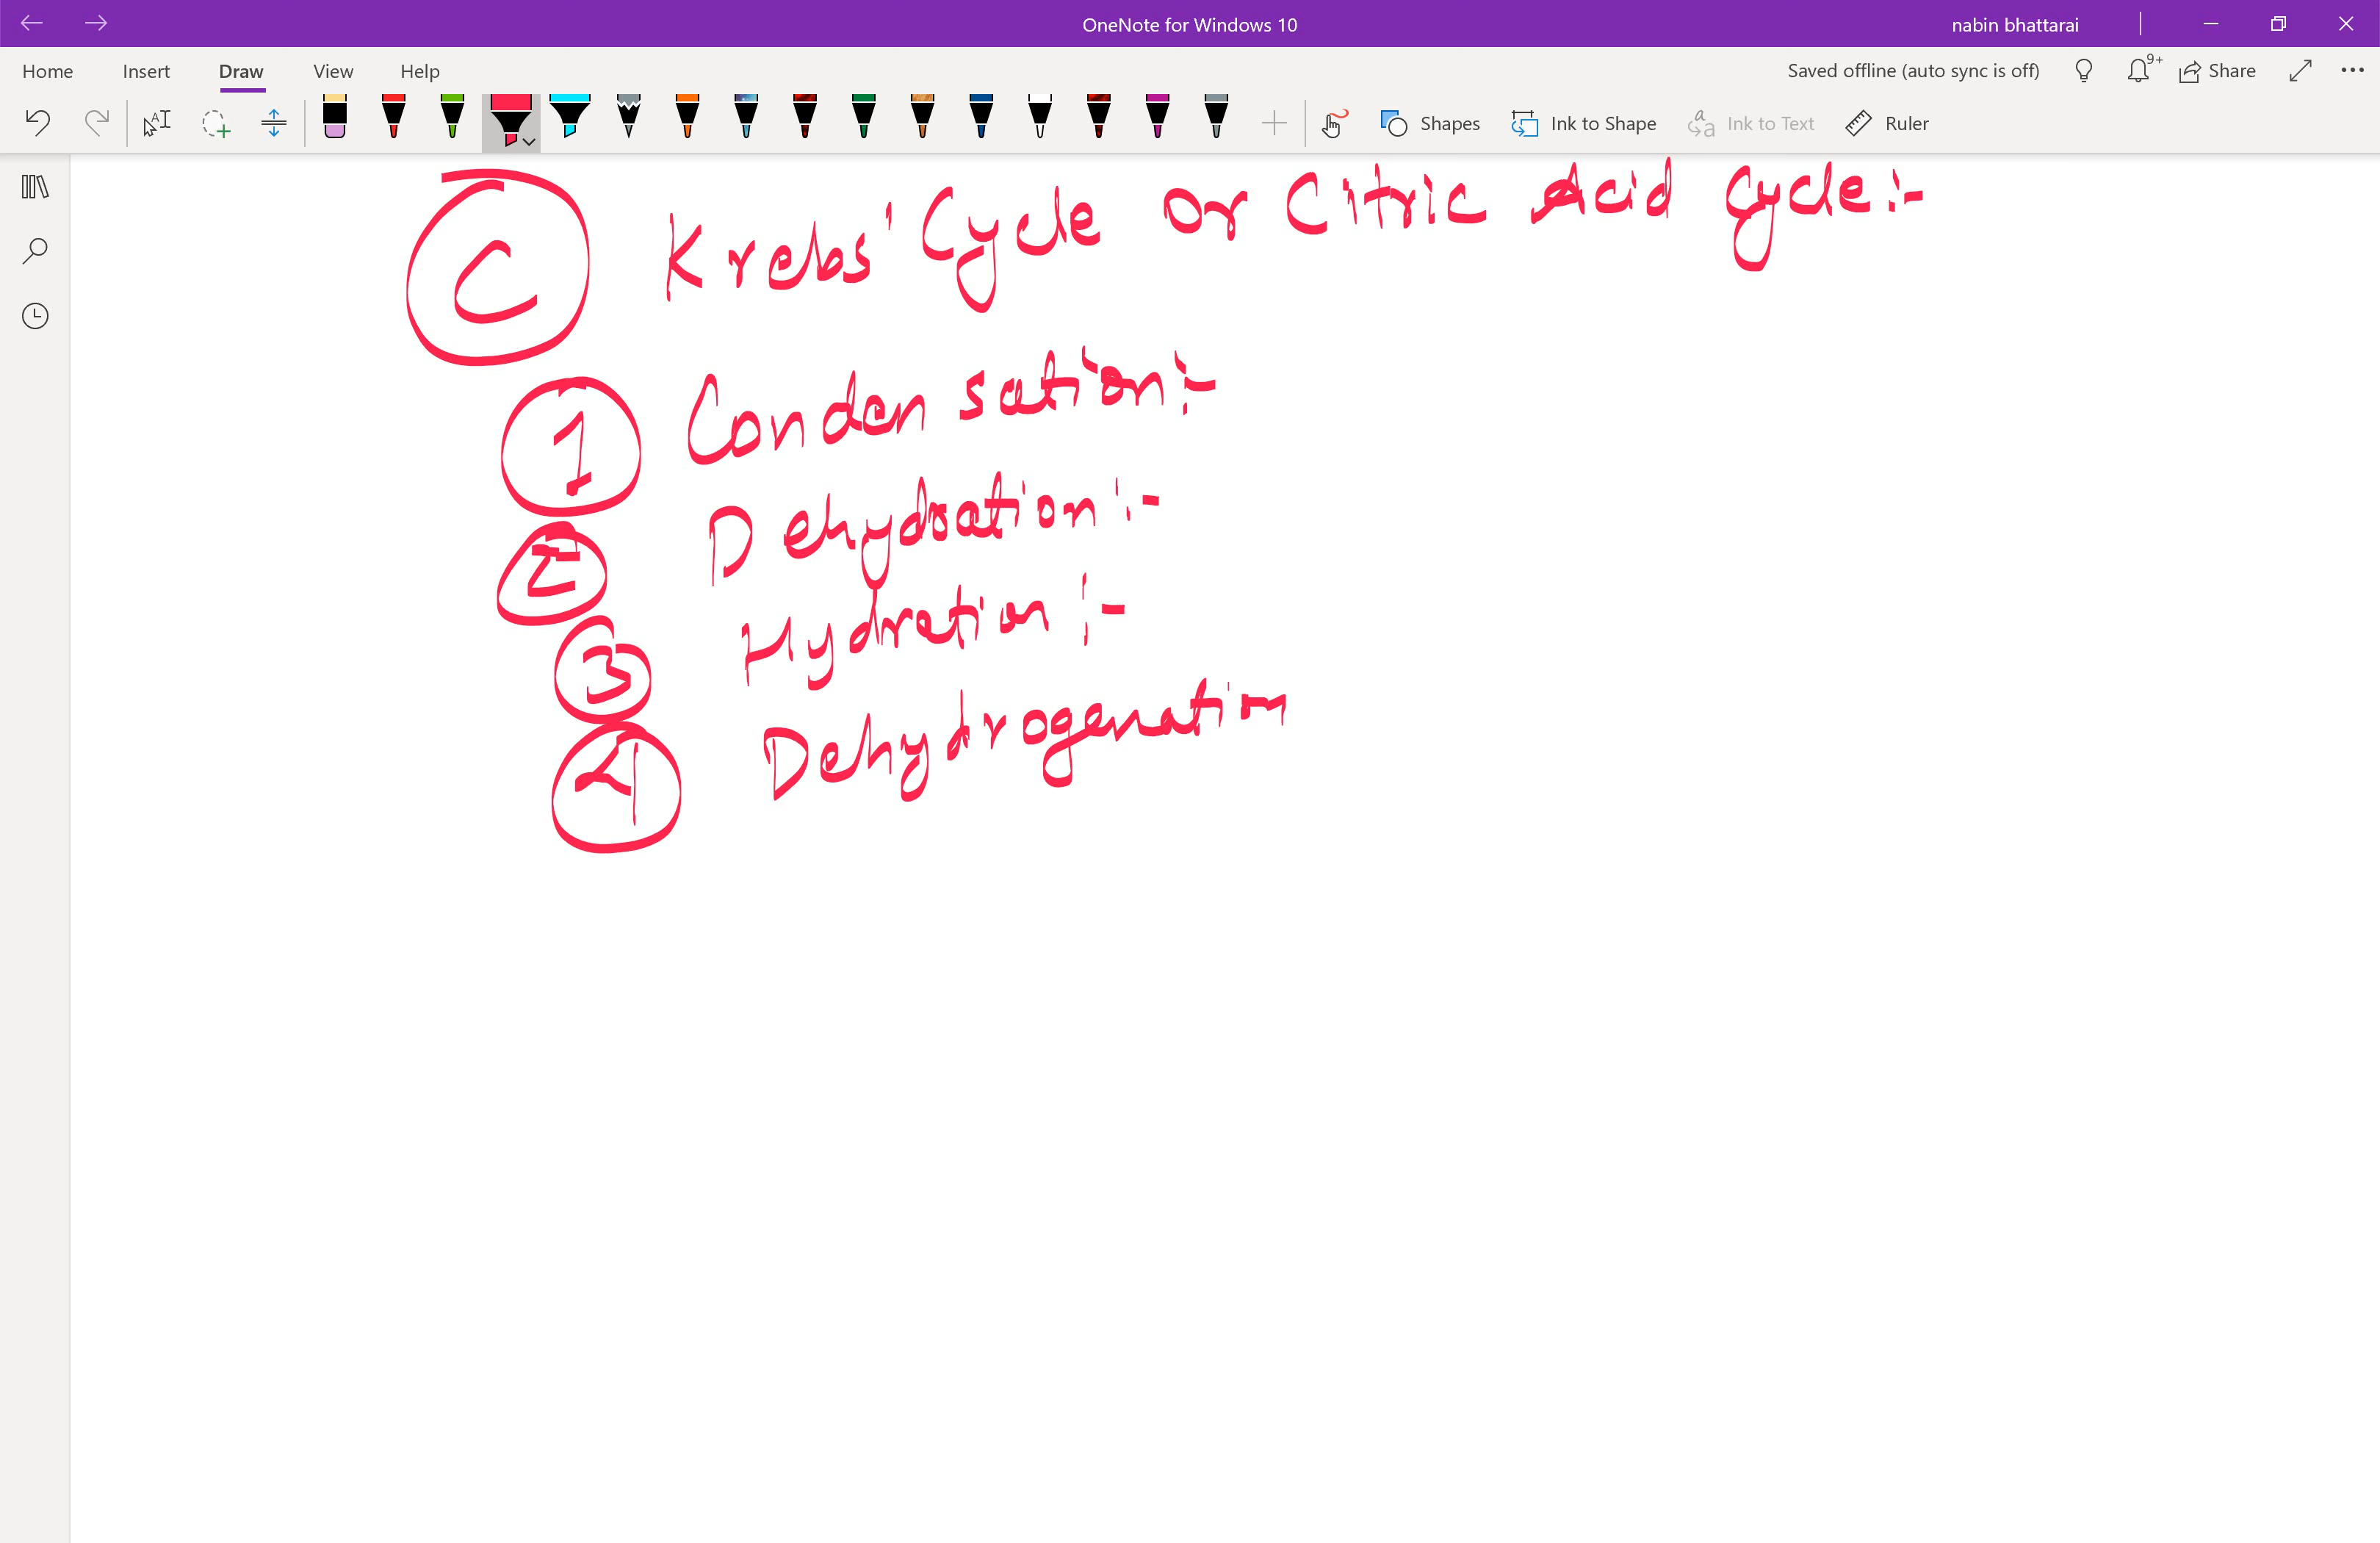 OneNote for Windows 10
nabin bhattarai
Home Insert Draw View Help
Saved offline (auto sync is off) 9+ Share
Shapes Ink to Shape Ink to Text Ruler
C Krebs' Cycle Or Citric Acid Cycle:-
1 Condensation:-
2 Dehydration:-
3 Hydration:-
4 Dehydrogenation